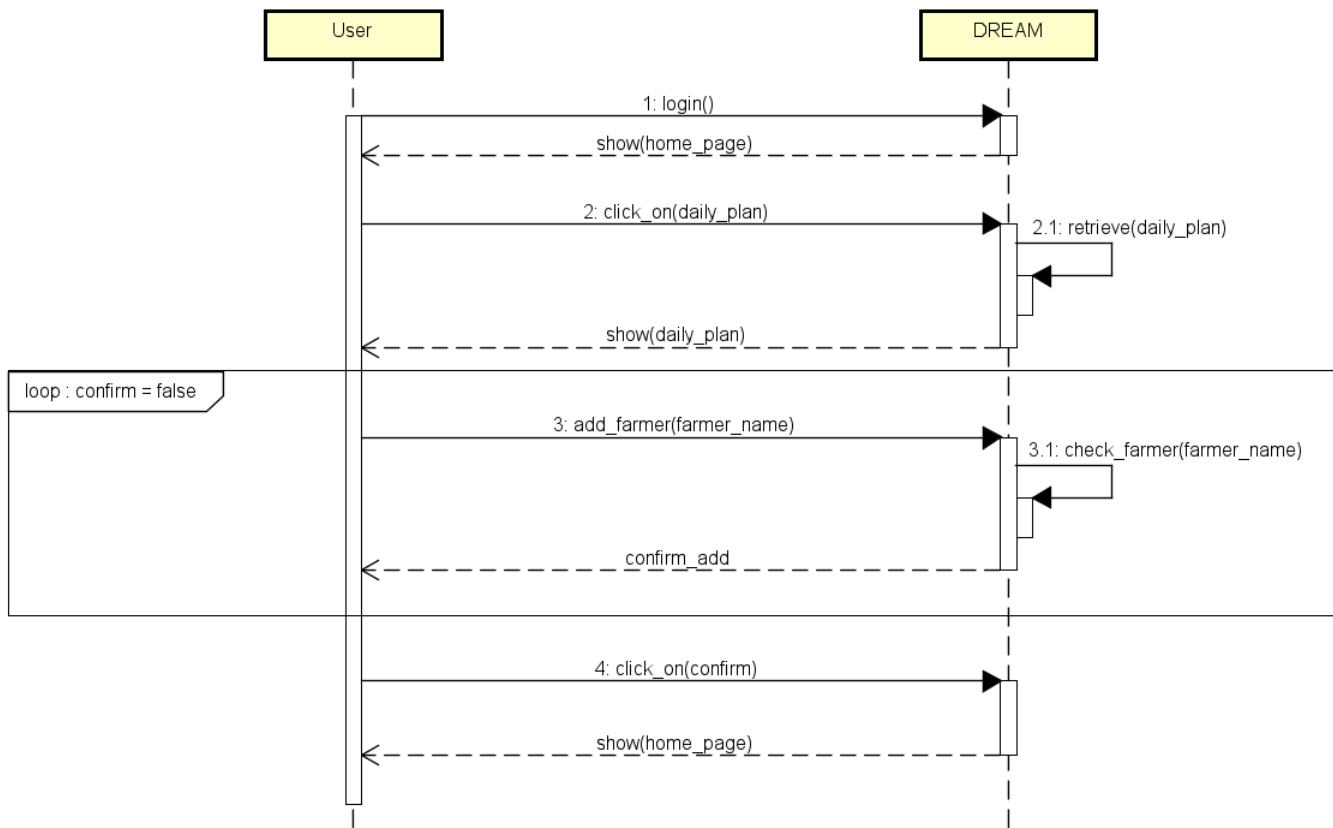 User
DREAM
1: login()
show(home_page)
2: click_on(daily_plan)
2.1: retrieve(daily_plan)
show(daily_plan)
loop : confirm = false
3: add_farmer(farmer_name)
3.1: check_farmer(farmer_name)
confirm_add
4: click_on(confirm)
show(home_page)